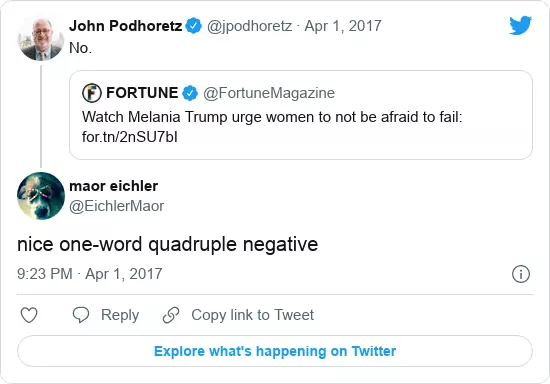 John Podhoretz @jpodhoretz · Apr 1, 2017
No.
FORTUNE @FortuneMagazine
Watch Melania Trump urge women to not be afraid to fail:
for.tn/2nSU7bI
maor eichler
@EichlerMaor
nice one-word quadruple negative
9:23 PM · Apr 1, 2017
Reply Copy link to Tweet
Explore what's happening on Twitter